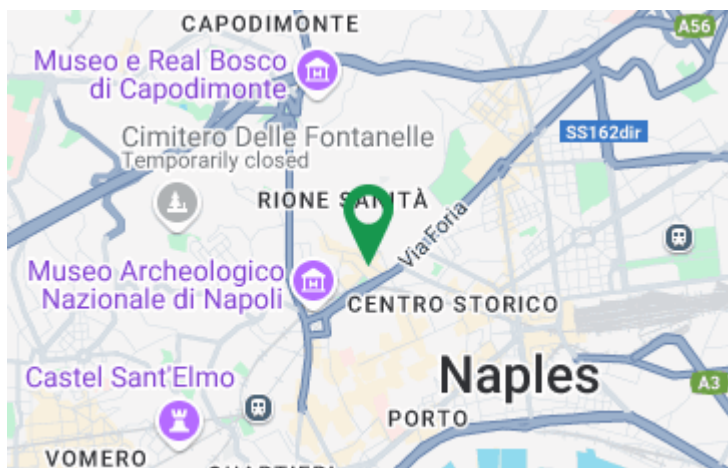 CAPODIMONTE
A56
Museo e Real Bosco
di Capodimonte
SS162dir
Cimitero Delle Fontanelle
Temporarily closed
RIONE SANITÀ
Via Foria
Museo Archeologico
Nazionale di Napoli
CENTRO STORICO
Naples
Castel Sant'Elmo
A3
PORTO
VOMERO
QUARTIERI